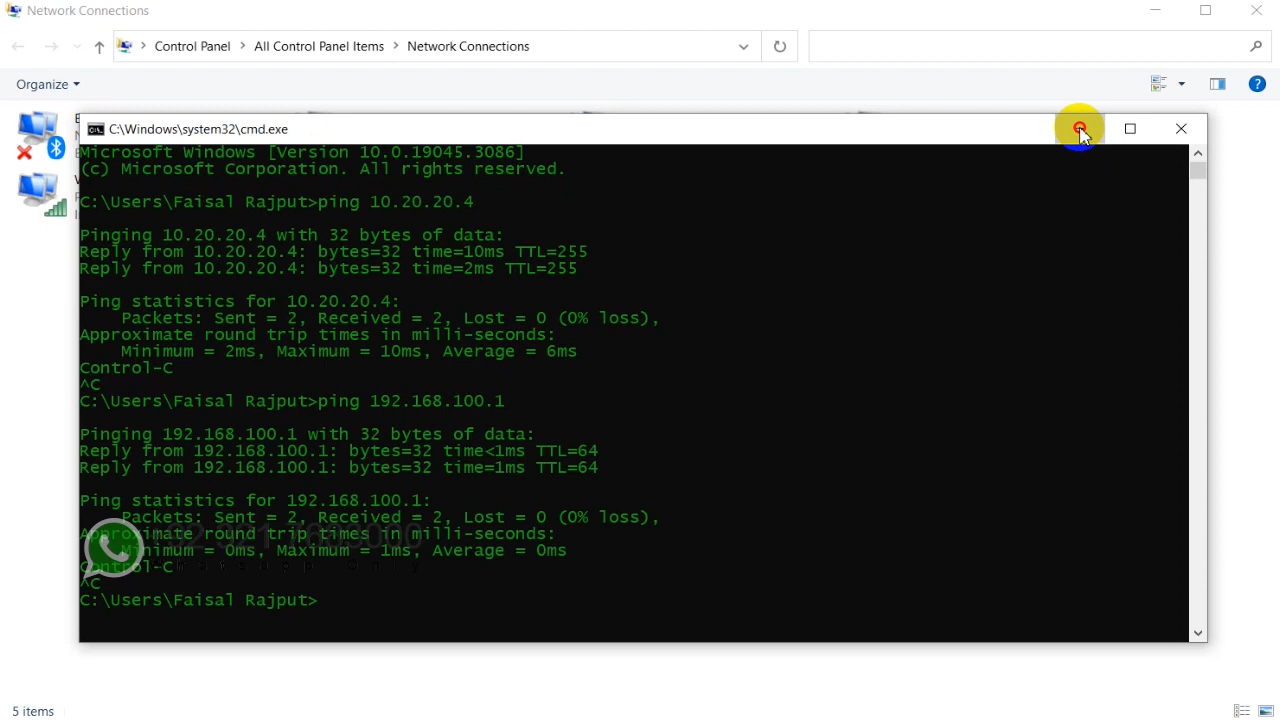 Network Connections
Control Panel > All Control Panel Items > Network Connections
Organize
C:\Windows\system32\cmd.exe
Microsoft Windows [Version 10.0.19045.3086]
(c) Microsoft Corporation. All rights reserved.
C:\Users\Faisal Rajput>ping 10.20.20.4
Pinging 10.20.20.4 with 32 bytes of data:
Reply from 10.20.20.4: bytes=32 time=10ms TTL=255
Reply from 10.20.20.4: bytes=32 time=2ms TTL=255
Ping statistics for 10.20.20.4:
Packets: Sent = 2, Received = 2, Lost = 0 (0% loss),
Approximate round trip times in milli-seconds:
Minimum = 2ms, Maximum = 10ms, Average = 6ms
Control-C
^C
C:\Users\Faisal Rajput>ping 192.168.100.1
Pinging 192.168.100.1 with 32 bytes of data:
Reply from 192.168.100.1: bytes=32 time<1ms TTL=64
Reply from 192.168.100.1: bytes=32 time=1ms TTL=64
Ping statistics for 192.168.100.1:
Packets: Sent = 2, Received = 2, Lost = 0 (0% loss),
Approximate round trip times in milli-seconds:
Minimum = 0ms, Maximum = 1ms, Average = 0ms
Control-C
^C
C:\Users\Faisal Rajput>
5 items